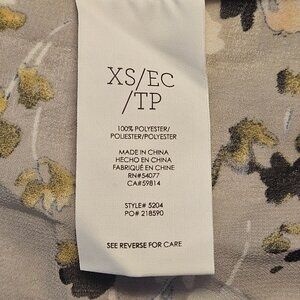 XS/EC
/TP
100% POLYESTER/
POLIESTER/POLYESTER
MADE IN CHINA
HECHO EN CHINA
FABRIQUÉ EN CHINE
RN#54077
CA#59814
STYLE# 5204
PO# 218590
SEE REVERSE FOR CARE